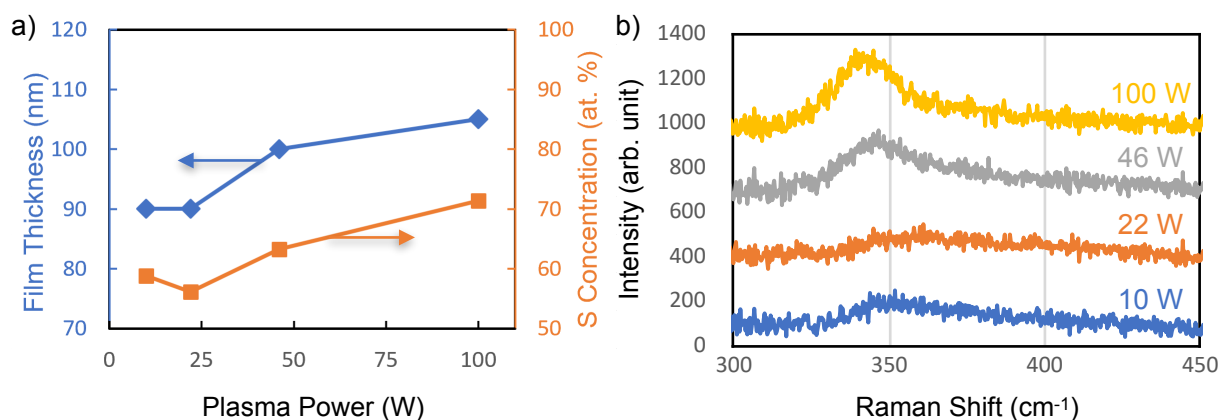 a)
120
110
100
90
80
70
Film Thickness (nm)
0
25
50
75
100
Plasma Power (W)
100
90
80
70
60
50
S Concentration (at. %)
b)
1400
1200
1000
800
600
400
200
0
Intensity (arb. unit)
100 W
46 W
22 W
10 W
300
350
400
450
Raman Shift (cm⁻¹)